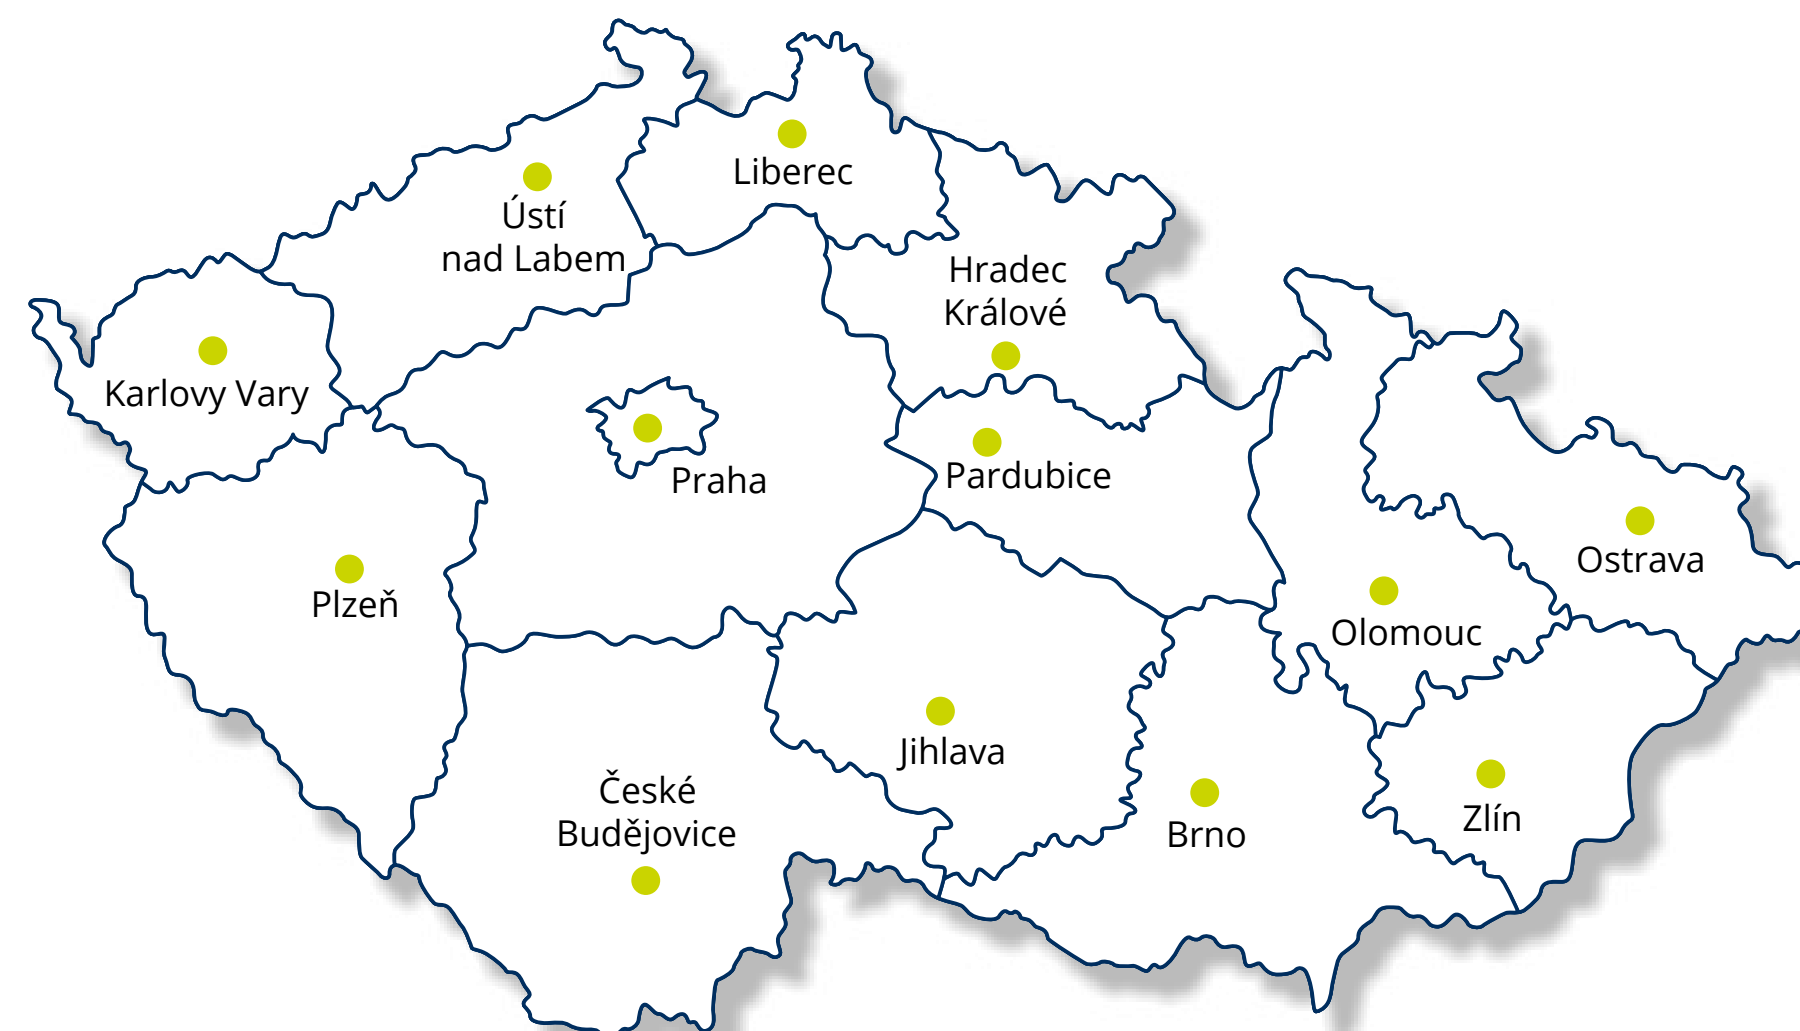 Liberec
Ústí
nad Labem
Hradec
Králové
Karlovy Vary
Praha
Pardubice
Ostrava
Plzeň
Olomouc
Jihlava
České
Budějovice
Brno
Zlín